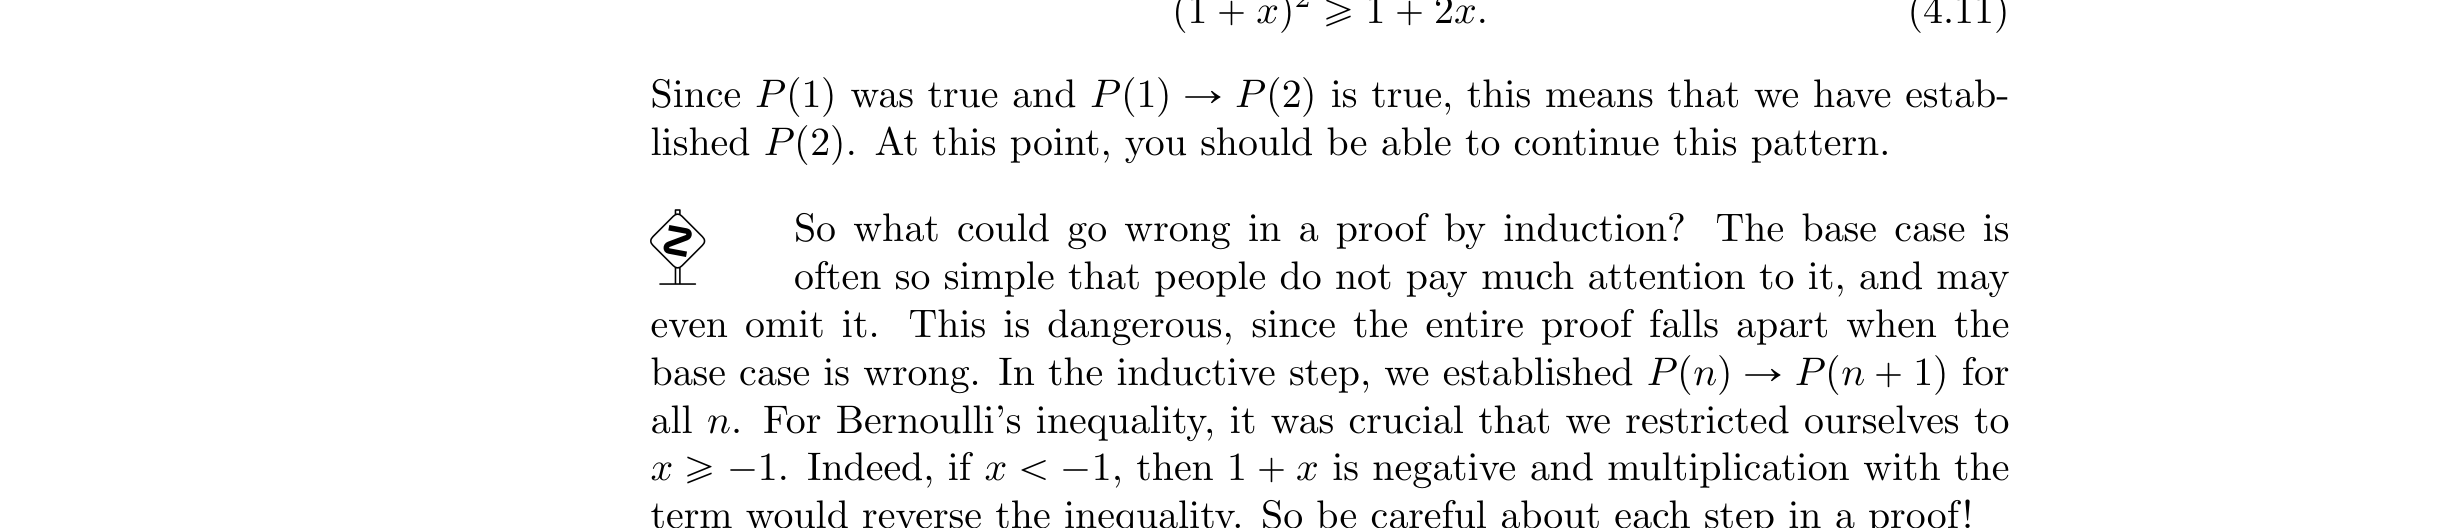 (1 + x)² ⩾ 1 + 2x. (4.11)
Since P(1) was true and P(1) → P(2) is true, this means that we have estab-
lished P(2). At this point, you should be able to continue this pattern.
So what could go wrong in a proof by induction? The base case is
often so simple that people do not pay much attention to it, and may
even omit it. This is dangerous, since the entire proof falls apart when the
base case is wrong. In the inductive step, we established P(n) → P(n + 1) for
all n. For Bernoulli's inequality, it was crucial that we restricted ourselves to
x ⩾ −1. Indeed, if x < −1, then 1 + x is negative and multiplication with the
term would reverse the inequality. So be careful about each step in a proof!